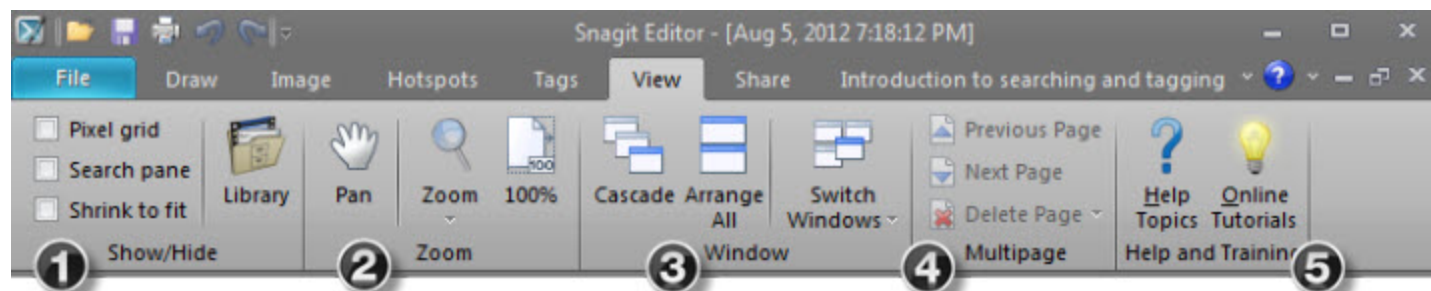 Snagit Editor - [Aug 5, 2012 7:18:12 PM]
File Draw Image Hotspots Tags View Share Introduction to searching and tagging ?
Pixel grid
Search pane
Shrink to fit
Library
Show/Hide
1
Pan
Zoom
100
100%
Zoom
2
Cascade
Arrange
All
Switch
Windows
Window
3
Previous Page
Next Page
Delete Page
Multipage
4
?
Help
Topics
Online
Tutorials
Help and Training
5